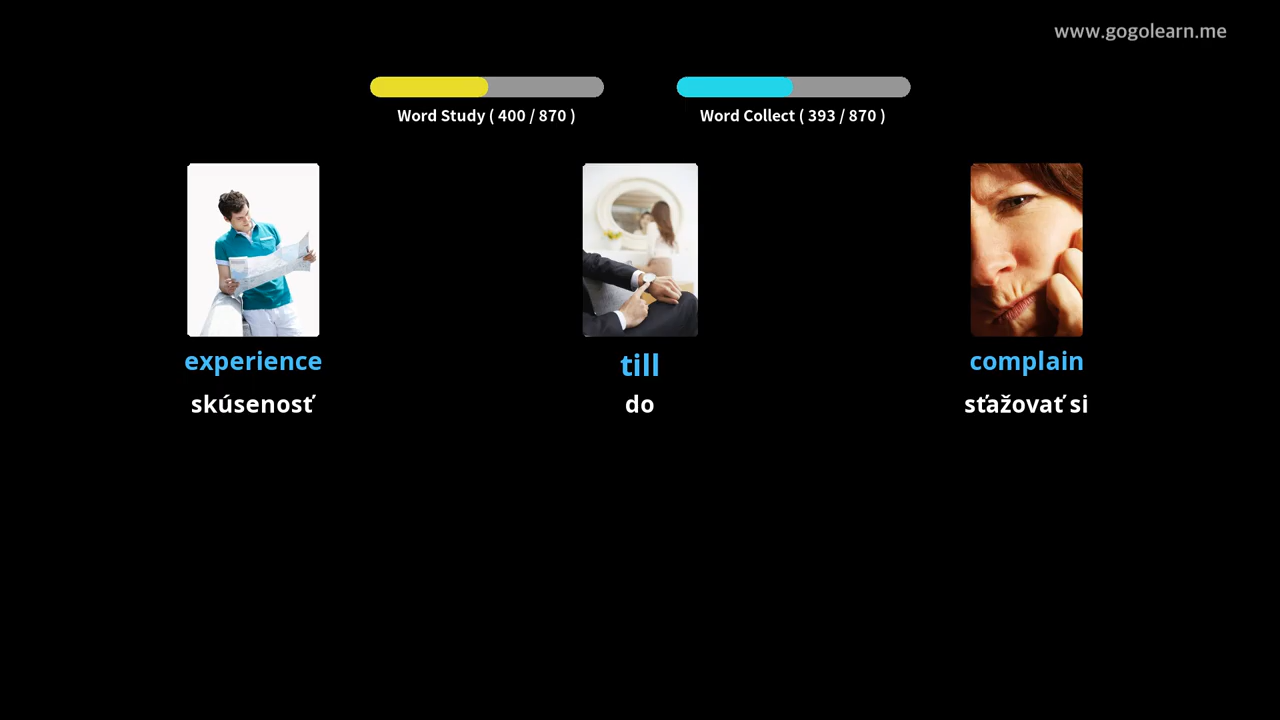 www.gogolearn.me
Word Study ( 400 / 870 )
Word Collect ( 393 / 870 )
experience
till
complain
skúsenosť
do
sťažovať si